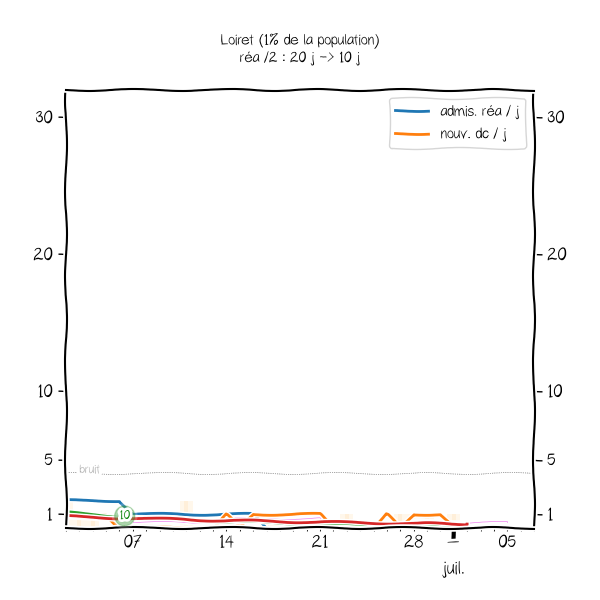 Loiret (1% de la population)
réa /2 : 20 j -> 10 j
admis. réa / j
nouv. dc / j
30
30
20
20
10
10
5
5
bruit
1
1
10
07
14
21
28
1
05
juil.